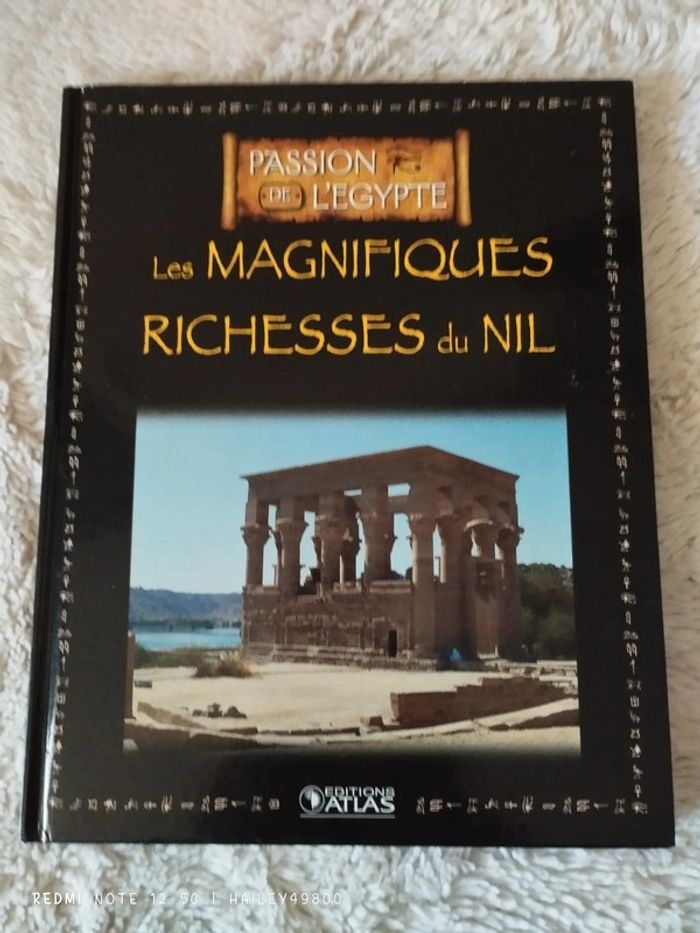 PASSION
DE L'EGYPTE
Les MAGNIFIQUES
RICHESSES du NIL
EDITIONS
ATLAS
REDMI NOTE 12 5G | HAILEY49800